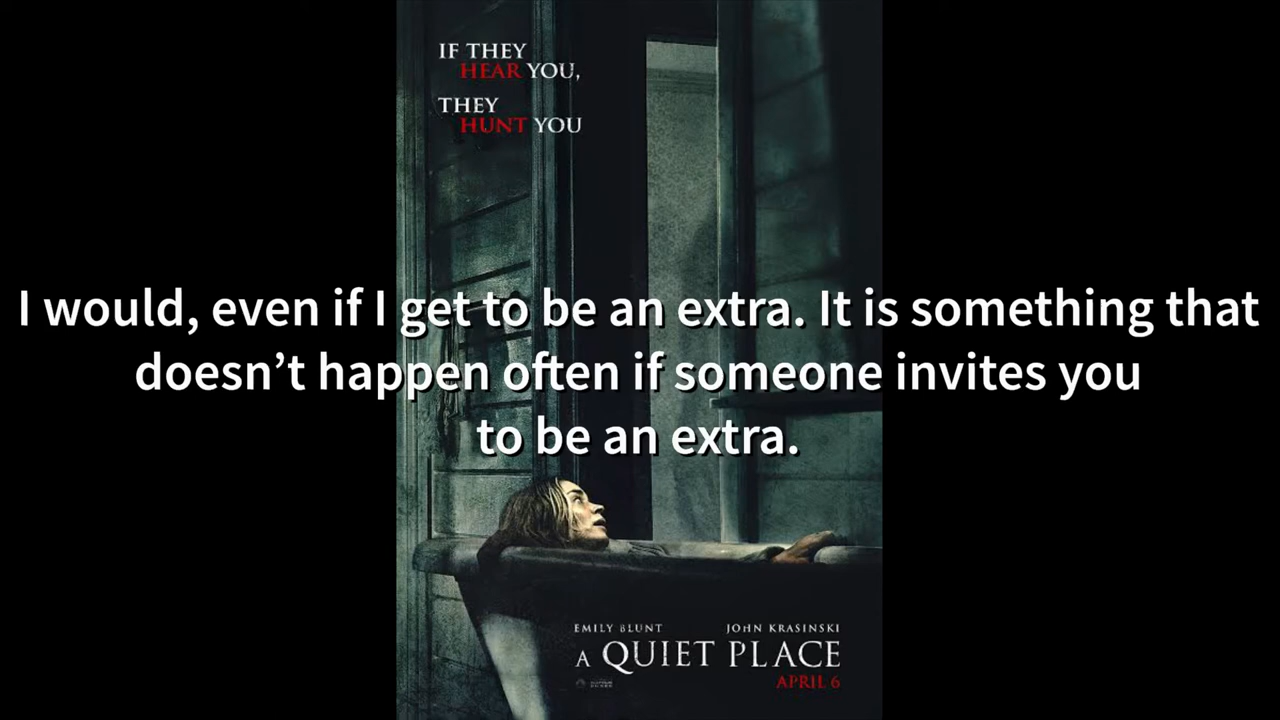 IF THEY
HEAR YOU,
THEY
HUNT YOU
I would, even if I get to be an extra. It is something that
doesn’t happen often if someone invites you
to be an extra.
EMILY BLUNT JOHN KRASINSKI
A QUIET PLACE
APRIL 6